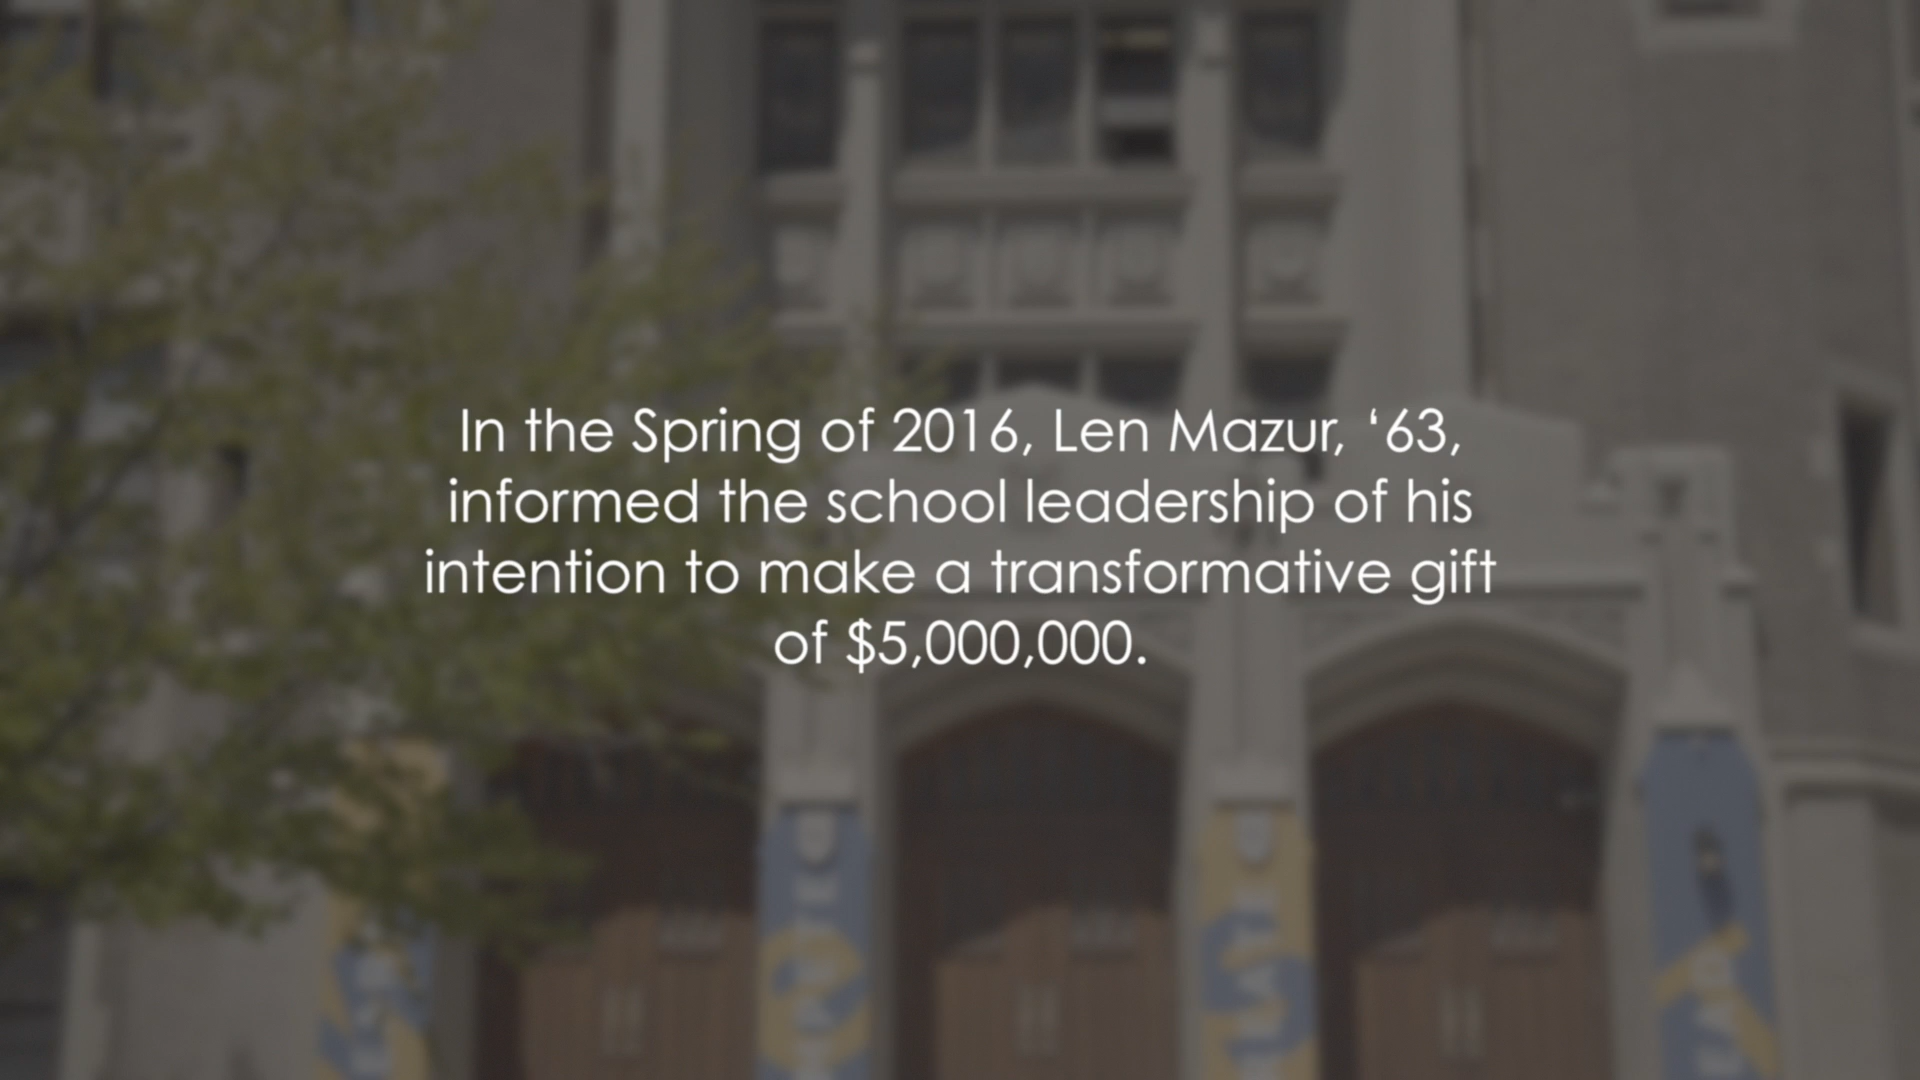 In the Spring of 2016, Len Mazur, ‘63,
informed the school leadership of his
intention to make a transformative gift
of $5,000,000.